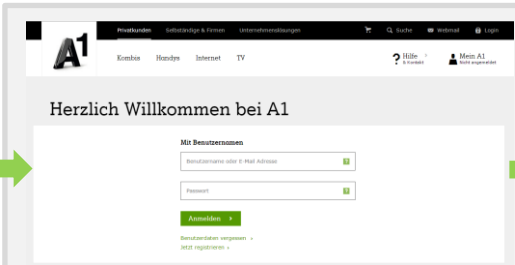 Privatkunden Selbständige & Firmen Unternehmenslösungen Suche Webmail Login
A1
Kombis Handys Internet TV ? Hilfe > Mein A1
& Kontakt Nicht angemeldet
Herzlich Willkommen bei A1
Mit Benutzernamen
Benutzername oder E-Mail Adresse ?
Passwort ?
Anmelden >
Benutzerdaten vergessen >
Jetzt registrieren >